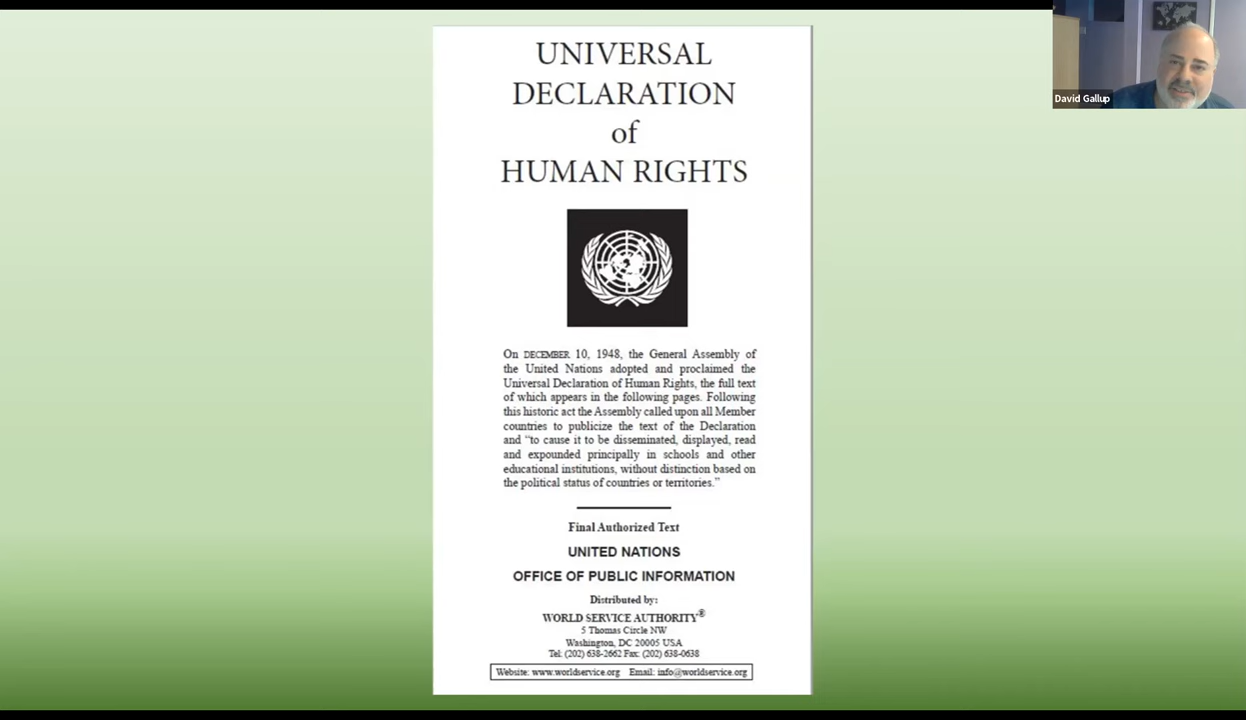 UNIVERSAL
DECLARATION
of
HUMAN RIGHTS
David Gallup
On DECEMBER 10, 1948, the General Assembly of
the United Nations adopted and proclaimed the
Universal Declaration of Human Rights, the full text
of which appears in the following pages. Following
this historic act the Assembly called upon all Member
countries to publicize the text of the Declaration
and “to cause it to be disseminated, displayed, read
and expounded principally in schools and other
educational institutions, without distinction based on
the political status of countries or territories.”
Final Authorized Text
UNITED NATIONS
OFFICE OF PUBLIC INFORMATION
Distributed by:
WORLD SERVICE AUTHORITY®
5 Thomas Circle NW
Washington, DC 20005 USA
Tel: (202) 638-2662 Fax: (202) 638-0638
Website: www.worldservice.org Email: info@worldservice.org